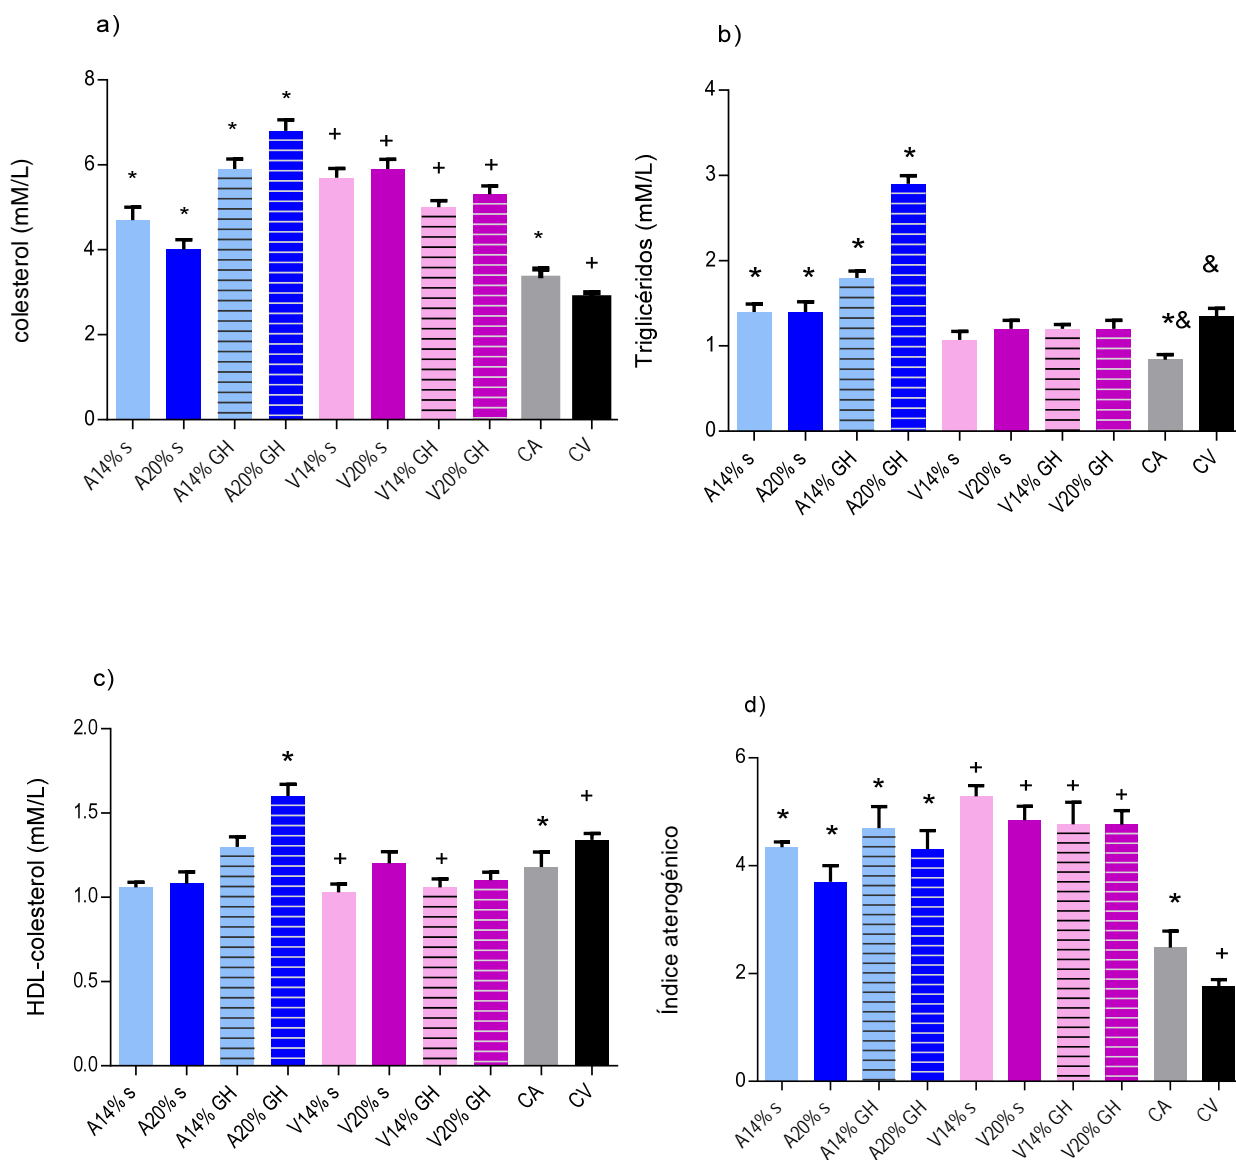 a)
colesterol (mM/L)
8
6
4
2
0
* * * * + + + + * +
A14% s A20% s A14% GH A20% GH V14% s V20% s V14% GH V20% GH CA CV
b)
Triglicéridos (mM/L)
4
3
2
1
0
* * * * *& &
A14% s A20% s A14% GH A20% GH V14% s V20% s V14% GH V20% GH CA CV
c)
HDL-colesterol (mM/L)
2.0
1.5
1.0
0.5
0.0
* + + * +
A14% s A20% s A14% GH A20% GH V14% s V20% s V14% GH V20% GH CA CV
d)
Índice aterogénico
6
4
2
0
* * * * + + + + * +
A14% s A20% s A14% GH A20% GH V14% s V20% s V14% GH V20% GH CA CV